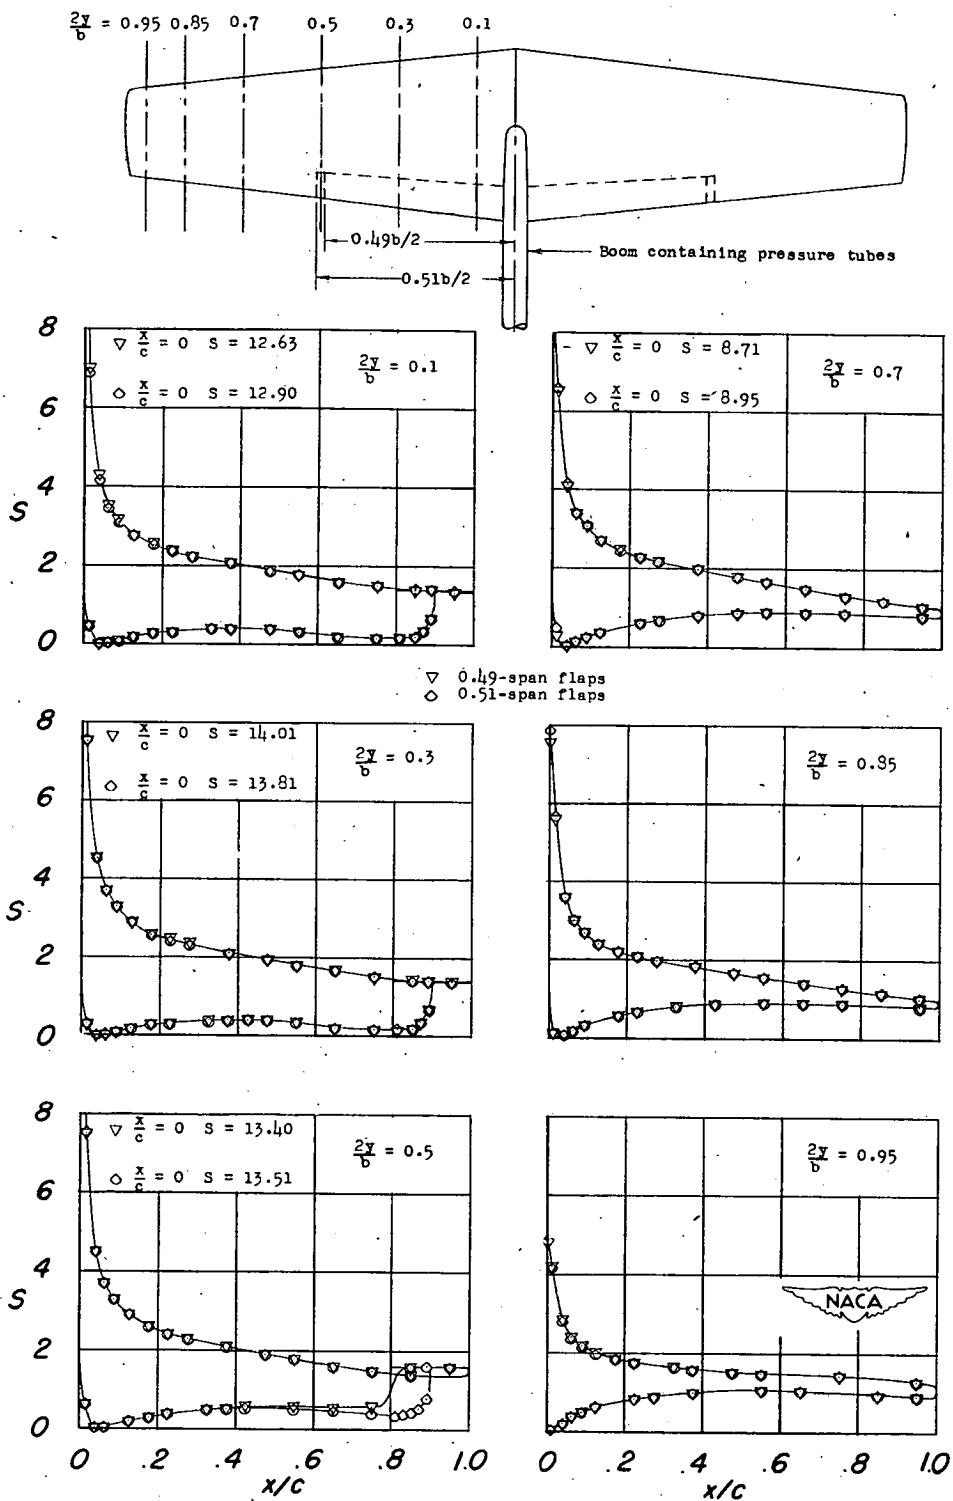 2y/b = 0.95 0.85 0.7 0.5 0.3 0.1
0.49b/2
Boom containing pressure tubes
0.51b/2
8
▽ x/c = 0 S = 12.63
2y/b = 0.1
◇ x/c = 0 S = 12.90
6
4
S
2
0
▽ x/c = 0 S = 8.71
2y/b = 0.7
◇ x/c = 0 S = 8.95
▽ 0.49-span flaps
◇ 0.51-span flaps
8
▽ x/c = 0 S = 14.01
2y/b = 0.3
◇ x/c = 0 S = 13.81
6
4
S
2
0
2y/b = 0.85
8
▽ x/c = 0 S = 13.40
2y/b = 0.5
◇ x/c = 0 S = 13.51
6
4
S
2
0
0 .2 .4 .6 .8 1.0
x/c
2y/b = 0.95
NACA
0 .2 .4 .6 .8 1.0
x/c